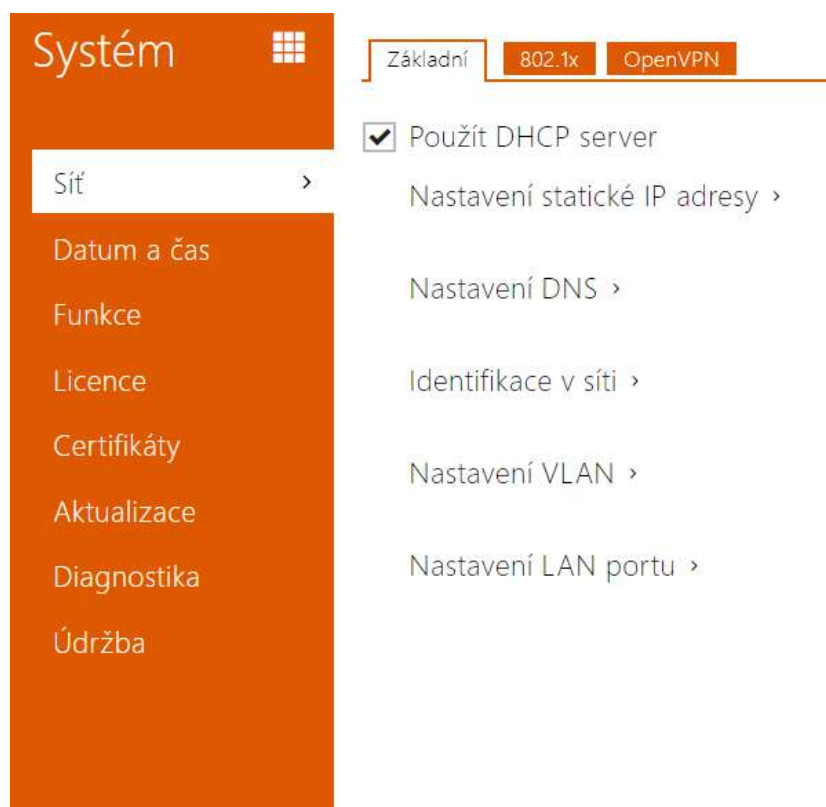 Systém
Síť
Datum a čas
Funkce
Licence
Certifikáty
Aktualizace
Diagnostika
Údržba
Základní 802.1x OpenVPN
Použít DHCP server
Nastavení statické IP adresy
Nastavení DNS
Identifikace v síti
Nastavení VLAN
Nastavení LAN portu